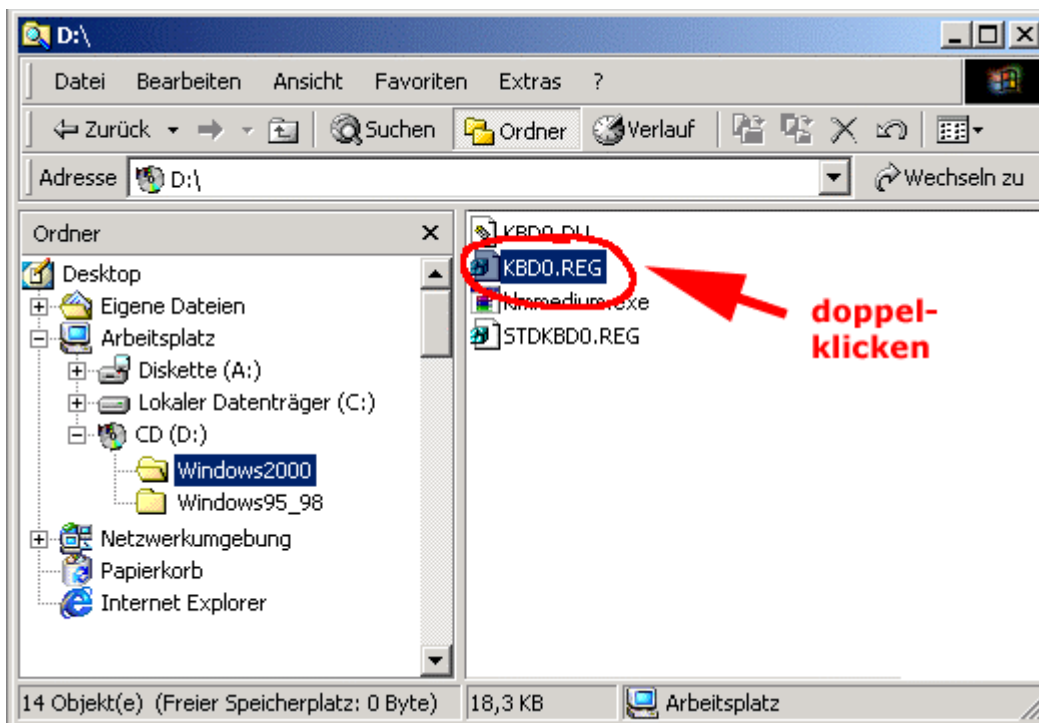 D:\
Datei Bearbeiten Ansicht Favoriten Extras ?
Zurück Suchen Ordner Verlauf
Adresse D:\ Wechseln zu
Ordner
Desktop
Eigene Dateien
Arbeitsplatz
Diskette (A:)
Lokaler Datenträger (C:)
CD (D:)
Windows2000
Windows95_98
Netzwerkumgebung
Papierkorb
Internet Explorer
KBD0.DLL
KBD0.REG
STDKBD0.REG
doppel-
klicken
14 Objekt(e) (Freier Speicherplatz: 0 Byte) 18,3 KB Arbeitsplatz